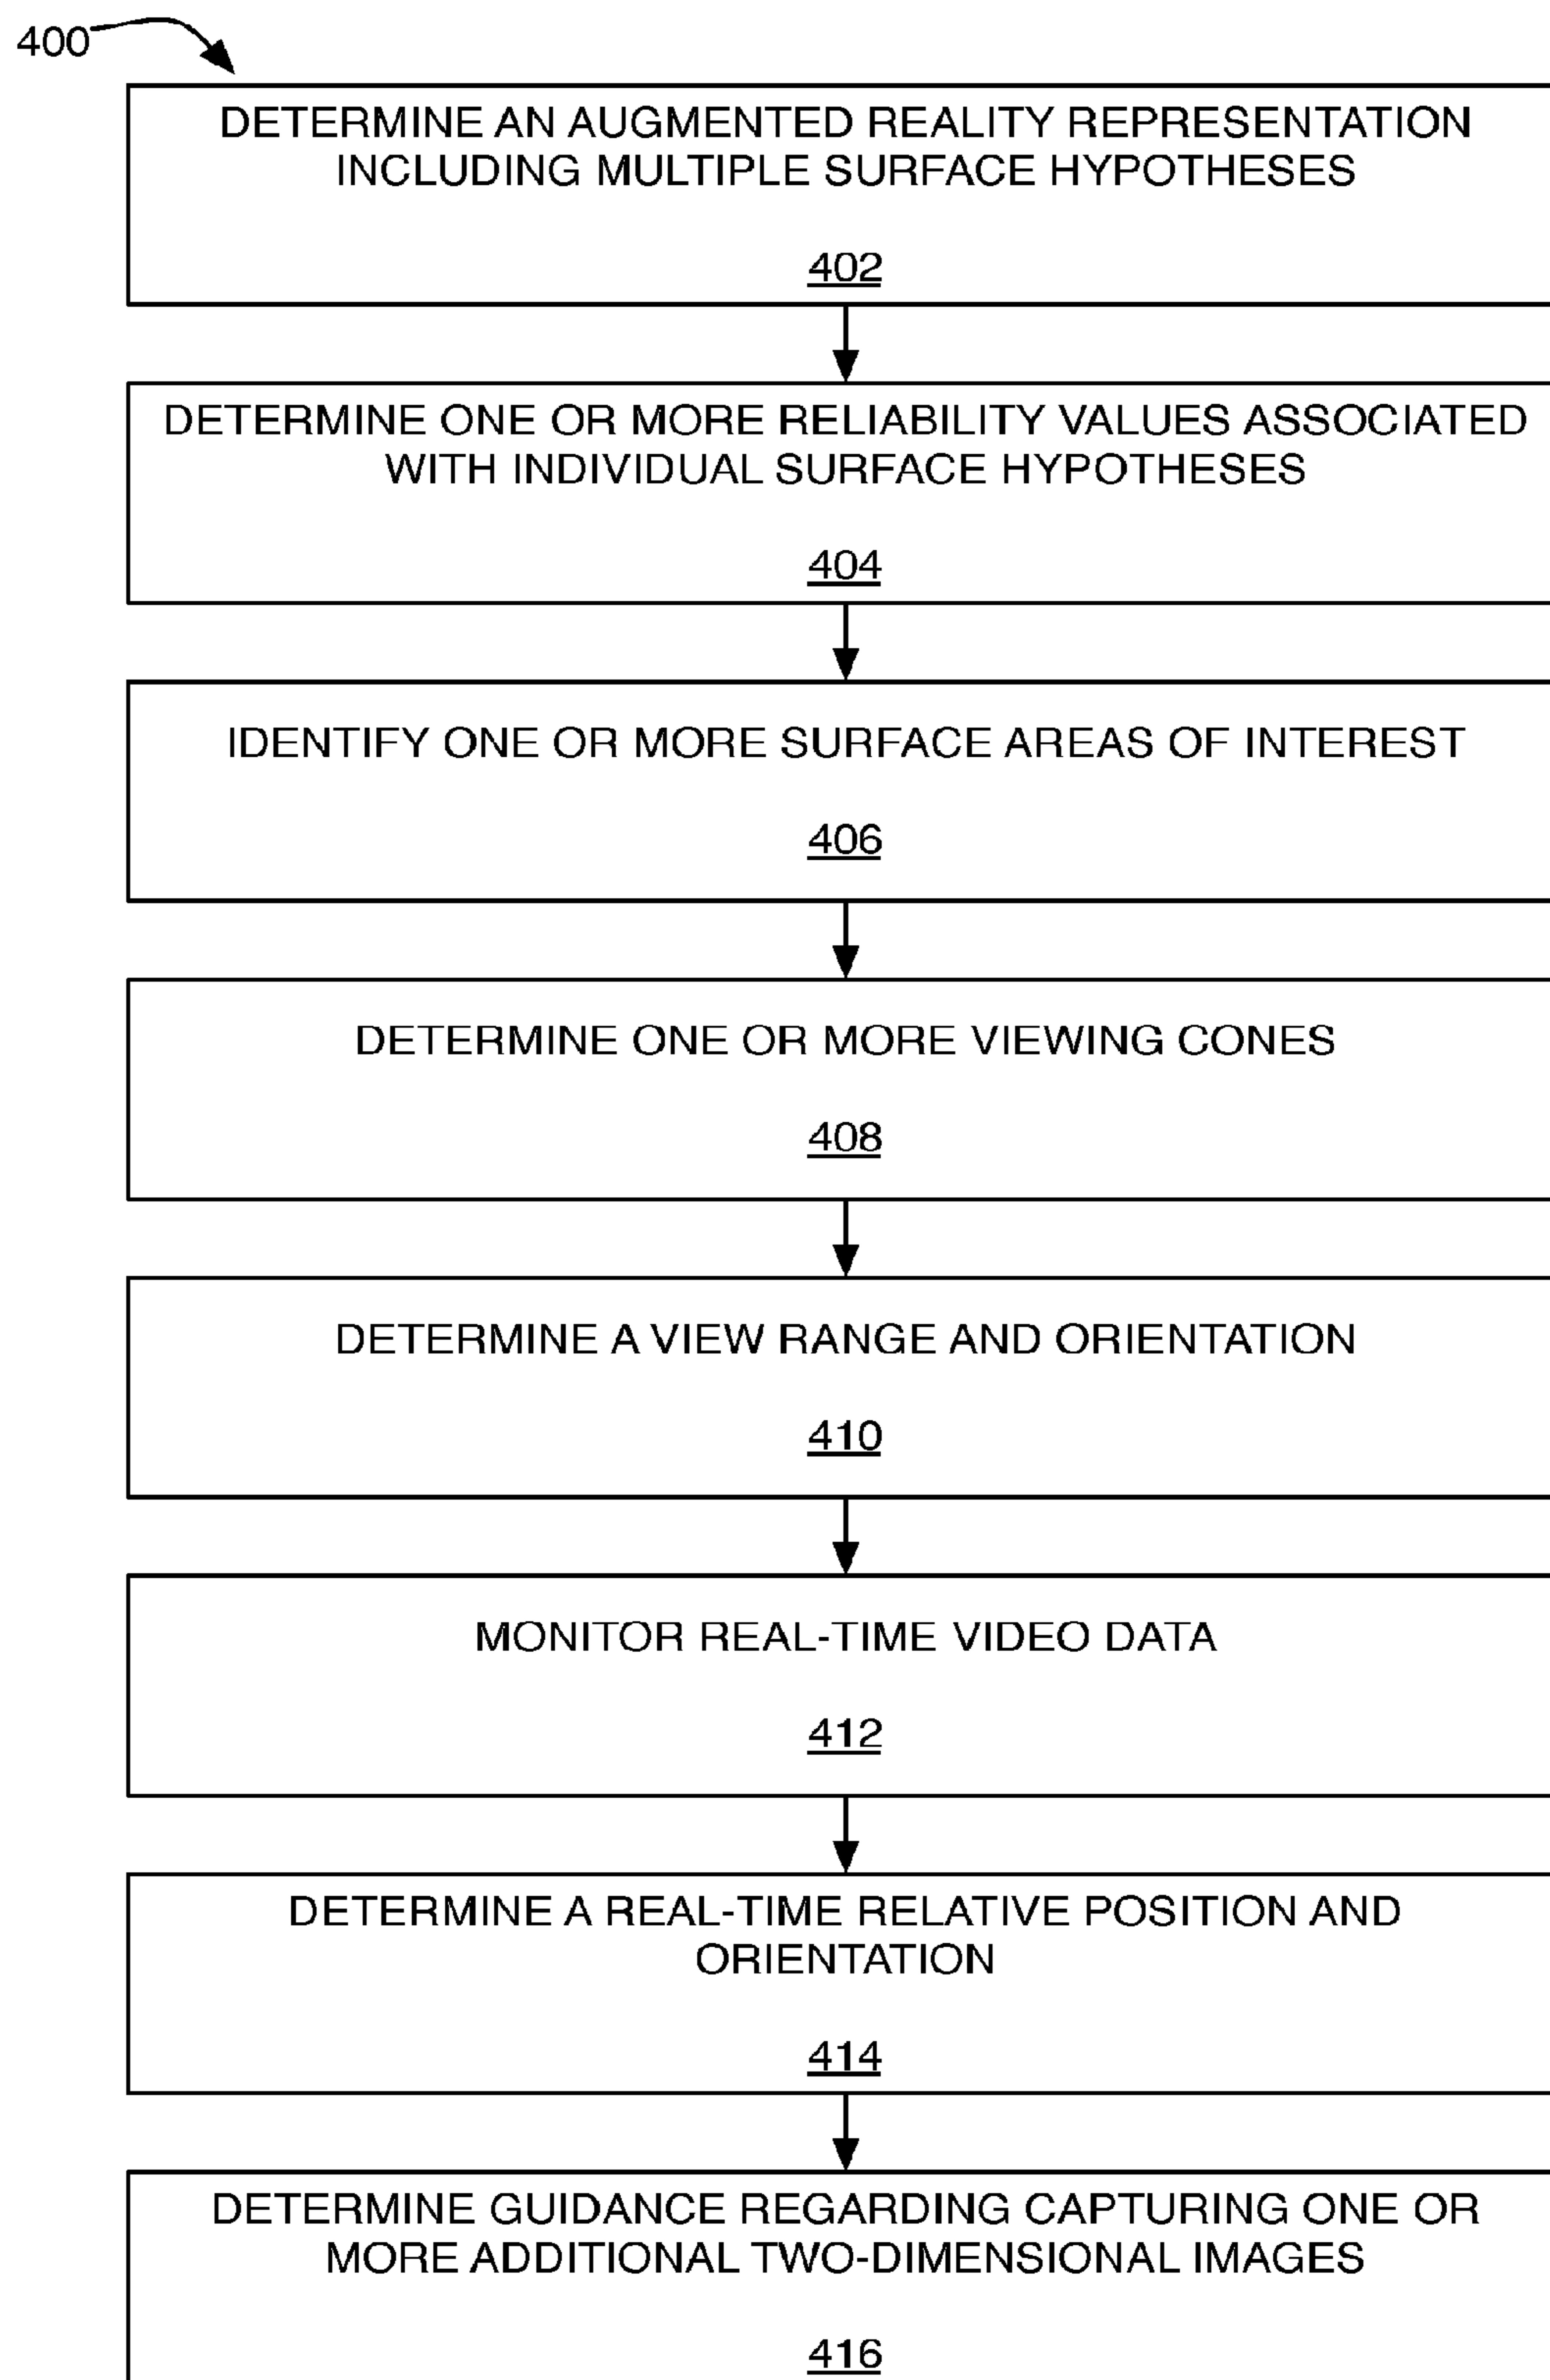 400
DETERMINE AN AUGMENTED REALITY REPRESENTATION
INCLUDING MULTIPLE SURFACE HYPOTHESES
402
DETERMINE ONE OR MORE RELIABILITY VALUES ASSOCIATED
WITH INDIVIDUAL SURFACE HYPOTHESES
404
IDENTIFY ONE OR MORE SURFACE AREAS OF INTEREST
406
DETERMINE ONE OR MORE VIEWING CONES
408
DETERMINE A VIEW RANGE AND ORIENTATION
410
MONITOR REAL-TIME VIDEO DATA
412
DETERMINE A REAL-TIME RELATIVE POSITION AND
ORIENTATION
414
DETERMINE GUIDANCE REGARDING CAPTURING ONE OR
MORE ADDITIONAL TWO-DIMENSIONAL IMAGES
416